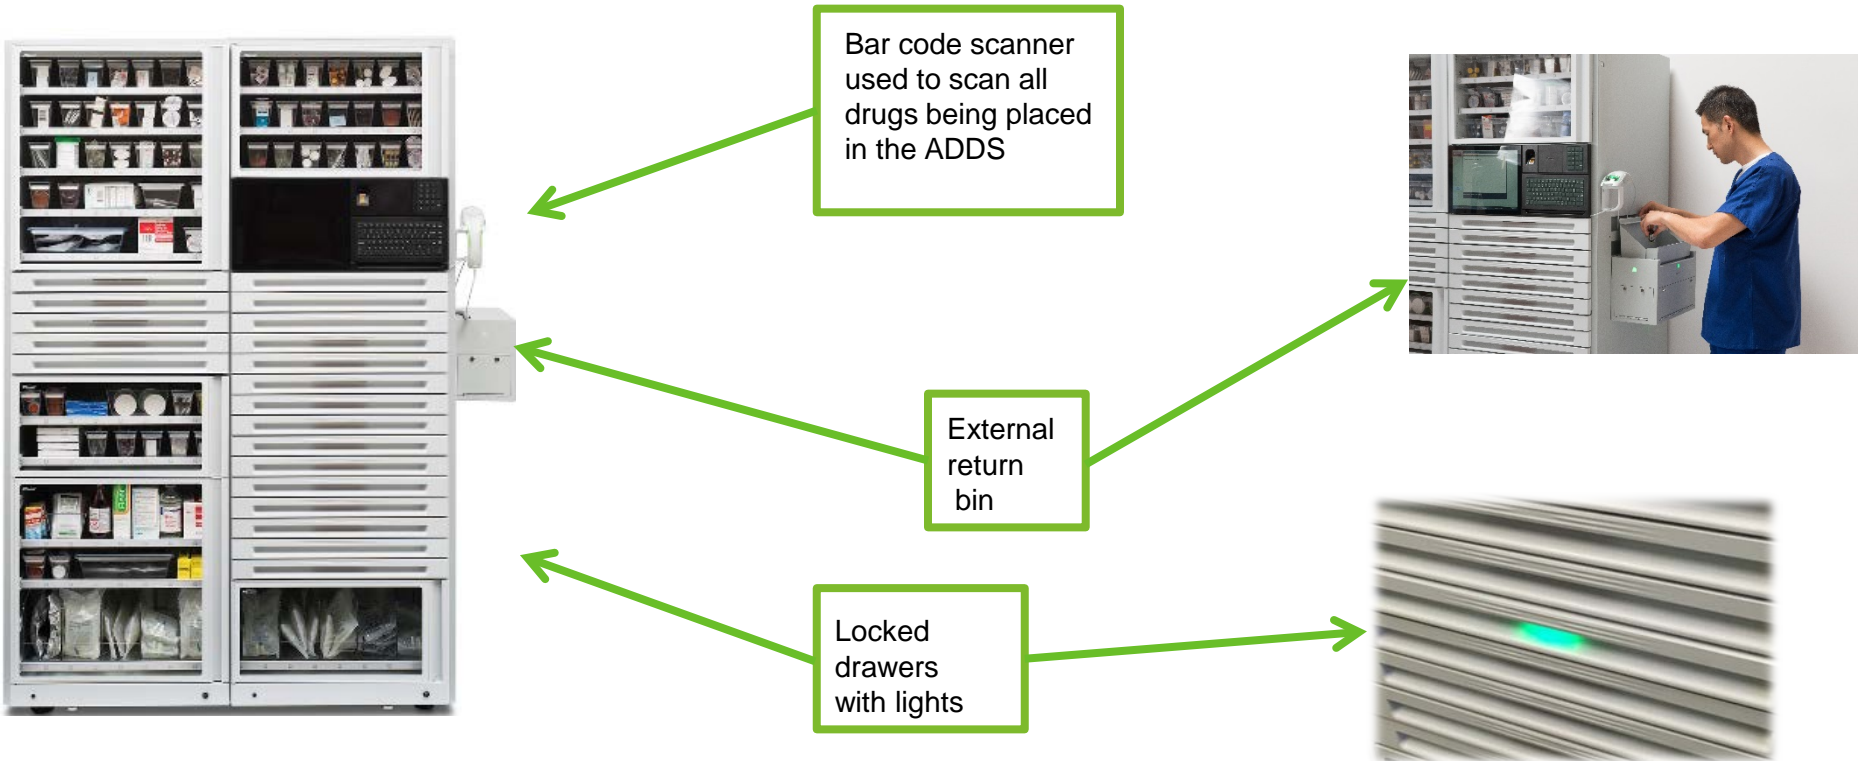 Bar code scanner
used to scan all
drugs being placed
in the ADDS
External
return
bin
Locked
drawers
with lights